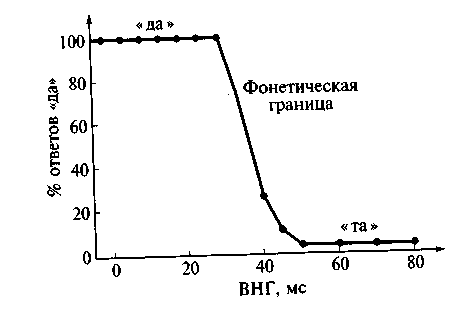 «да»
100
80
60
40
20
0
% ответов «да»
Фонетическая
граница
«та»
0
20
40
60
80
ВНГ, мс